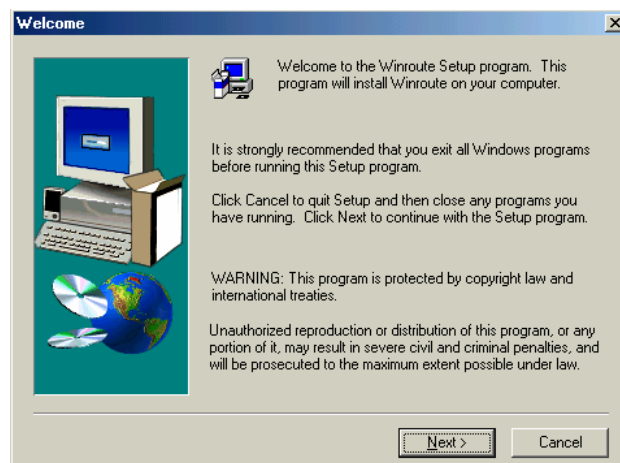 Welcome
Welcome to the Winroute Setup program. This
program will install Winroute on your computer.
It is strongly recommended that you exit all Windows programs
before running this Setup program.
Click Cancel to quit Setup and then close any programs you
have running. Click Next to continue with the Setup program.
WARNING: This program is protected by copyright law and
international treaties.
Unauthorized reproduction or distribution of this program, or any
portion of it, may result in severe civil and criminal penalties, and
will be prosecuted to the maximum extent possible under law.
Next >
Cancel